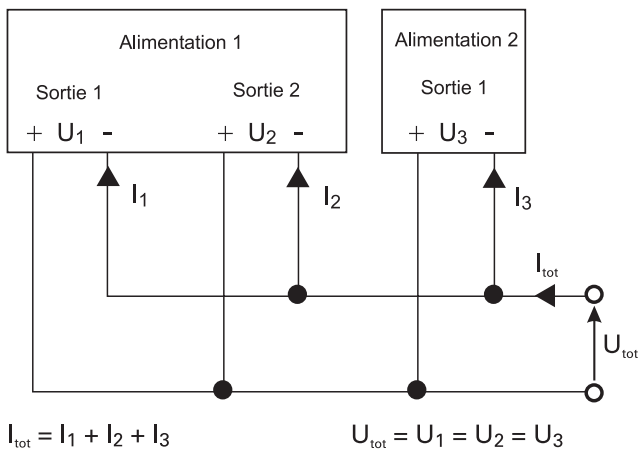 Alimentation 1
Alimentation 2
Sortie 1
Sortie 2
Sortie 1
+ U1 -
+ U2 -
+ U3 -
I1
I2
I3
Itot
Utot
Itot = I1 + I2 + I3
Utot = U1 = U2 = U3